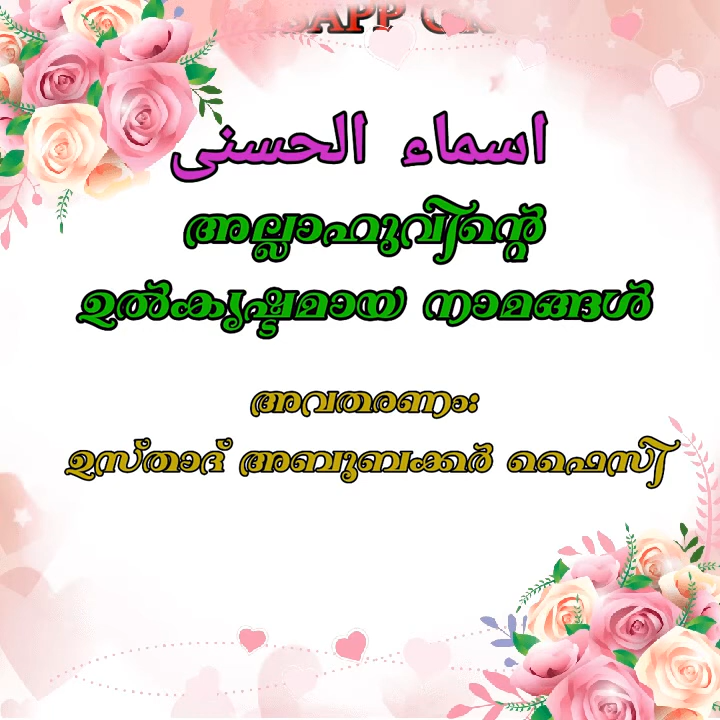 اسماء الحسنى
അല്ലാഹുവിന്റെ
ഉൽകൃഷ്ടമായ നാമങ്ങൾ
അവതരണം:
ഉസ്താദ് അബൂബക്കർ ഫൈസി